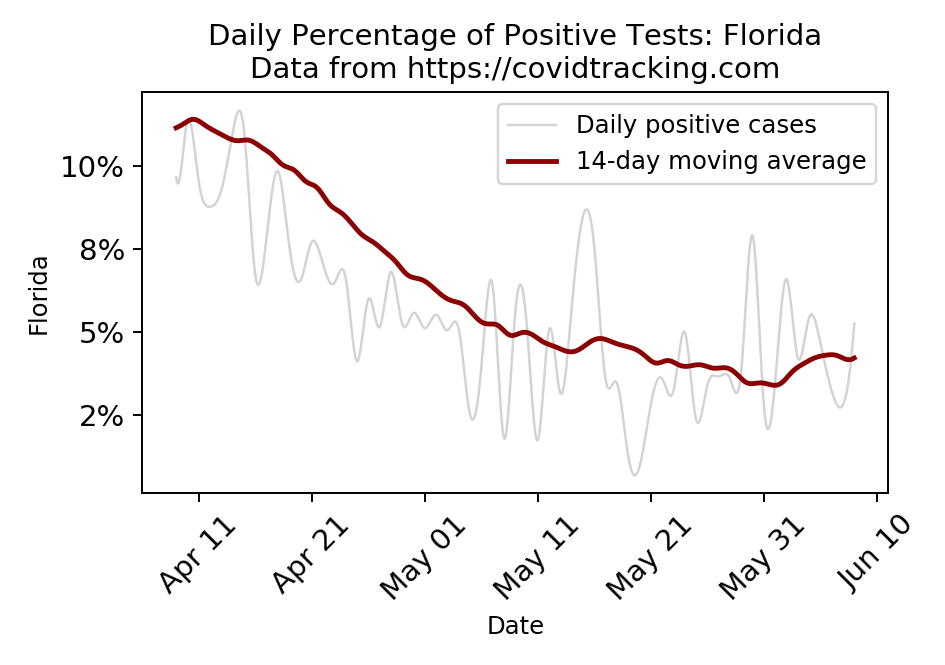 Daily Percentage of Positive Tests: Florida
Data from https://covidtracking.com
Daily positive cases
14-day moving average
10%
8%
5%
2%
Florida
Apr 11
Apr 21
May 01
May 11
May 21
May 31
Jun 10
Date